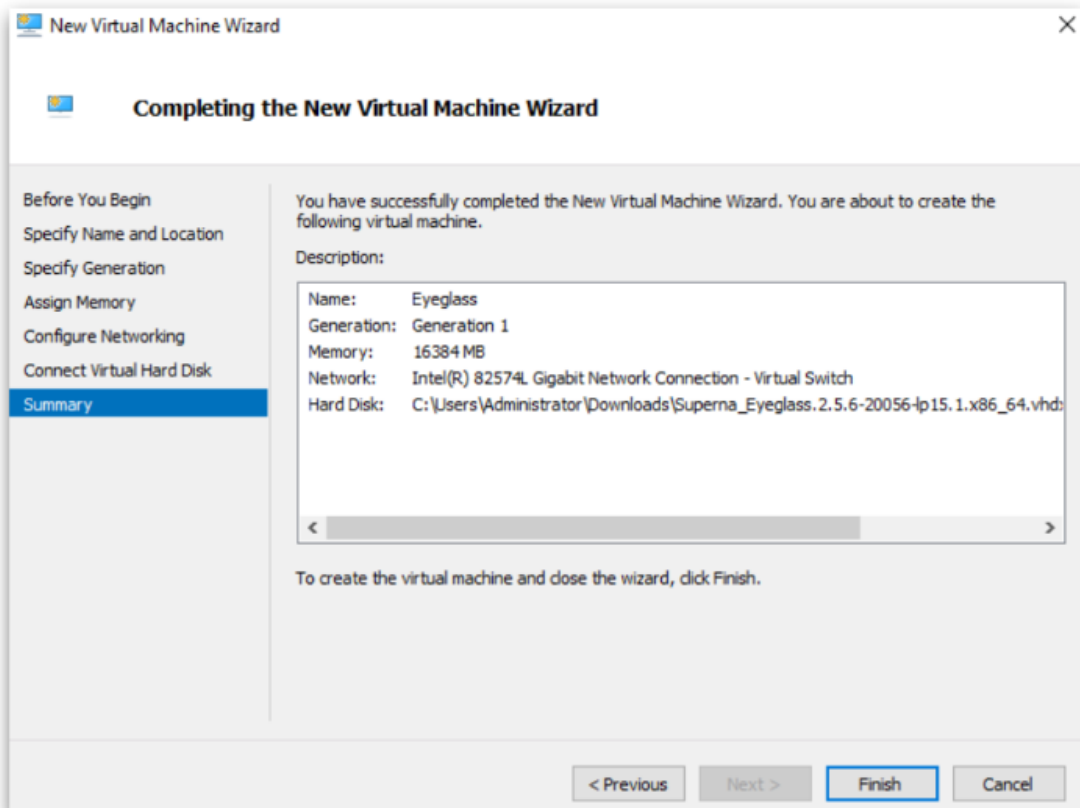 New Virtual Machine Wizard
Completing the New Virtual Machine Wizard
Before You Begin
Specify Name and Location
Specify Generation
Assign Memory
Configure Networking
Connect Virtual Hard Disk
Summary
You have successfully completed the New Virtual Machine Wizard. You are about to create the
following virtual machine.
Description:
Name: Eyeglass
Generation: Generation 1
Memory: 16384 MB
Network: Intel(R) 82574L Gigabit Network Connection - Virtual Switch
Hard Disk: C:\Users\Administrator\Downloads\Superna_Eyeglass.2.5.6-20056-lp15.1.x86_64.vhdx
To create the virtual machine and close the wizard, click Finish.
< Previous Next > Finish Cancel